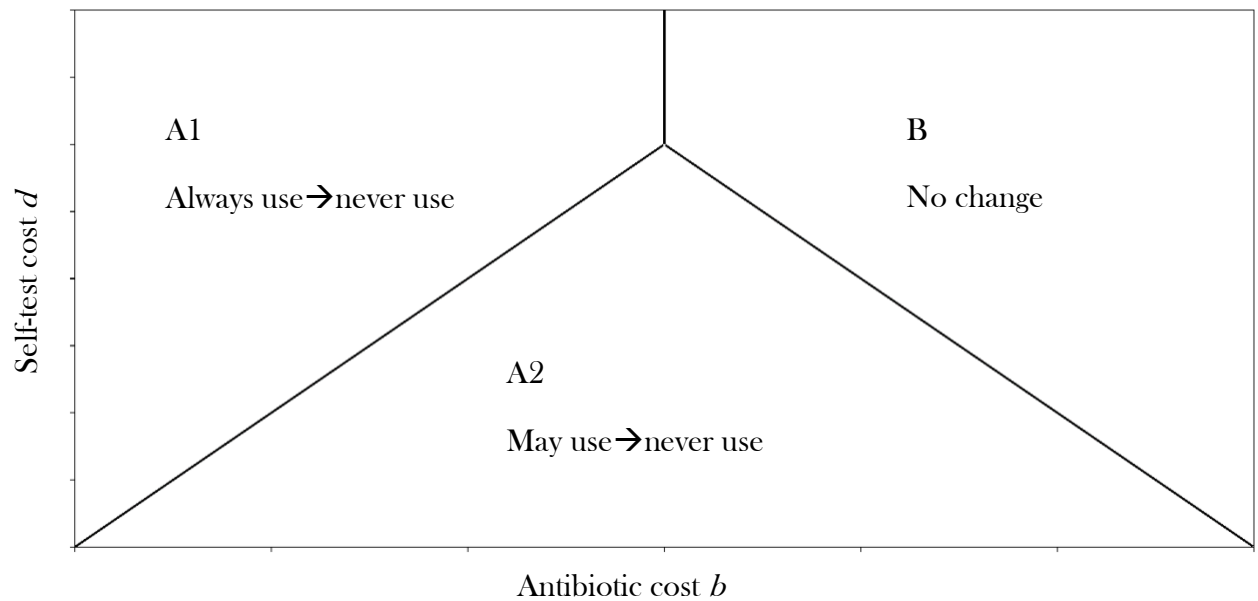 A1
Always use→never use
B
No change
A2
May use→never use
Self-test cost d
Antibiotic cost b